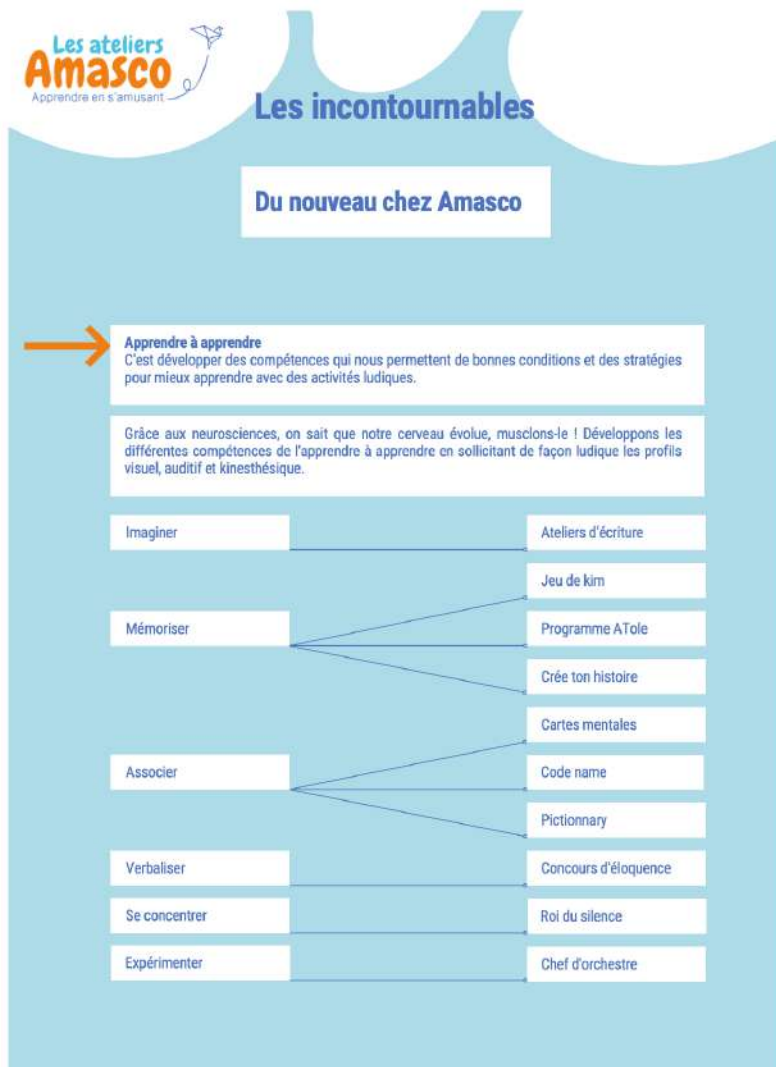 Les ateliers
Amasco
Apprendre en s'amusant
Les incontournables
Du nouveau chez Amasco
Apprendre à apprendre
C'est développer des compétences qui nous permettent de bonnes conditions et des stratégies
pour mieux apprendre avec des activités ludiques.
Grâce aux neurosciences, on sait que notre cerveau évolue, musclons-le ! Développons les
différentes compétences de l'apprendre à apprendre en sollicitant de façon ludique les profils
visuel, auditif et kinesthésique.
Imaginer
Ateliers d'écriture
Jeu de kim
Mémoriser
Programme ATole
Crée ton histoire
Cartes mentales
Associer
Code name
Pictionnary
Verbaliser
Concours d'éloquence
Se concentrer
Roi du silence
Expérimenter
Chef d'orchestre